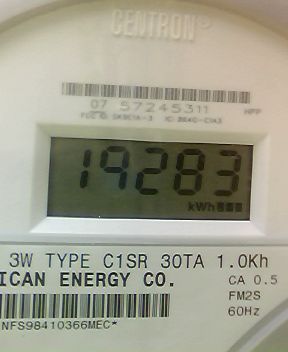 CENTRON®
07 57245311 HPP
19283
kWh
3W TYPE C1SR 30TA 1.0Kh
ICAN ENERGY CO. CA 0.5
FM2S
60Hz
NFS98410366MEC*